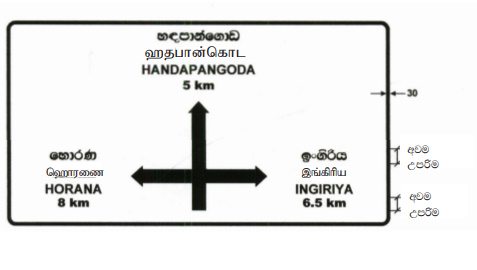 හඳපාන්ගොඩ
ஹதபான்கொட
HANDAPANGODA
5 km
30
හොරණ
ஹொரணை
HORANA
8 km
ඉංගිරිය
இங்கிரிய
INGIRIYA
6.5 km
අවම
උපරිම
අවම
උපරිම